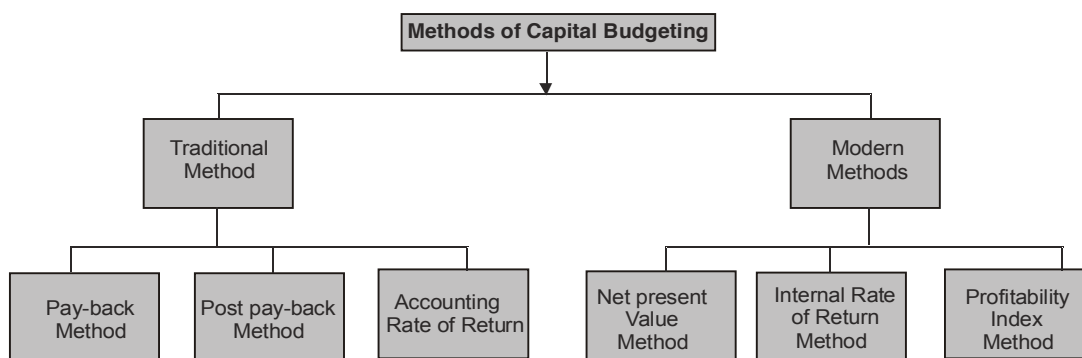 Methods of Capital Budgeting
Traditional
Method
Modern
Methods
Pay-back
Method
Post pay-back
Method
Accounting
Rate of Return
Net present
Value
Method
Internal Rate
of Return
Method
Profitability
Index
Method